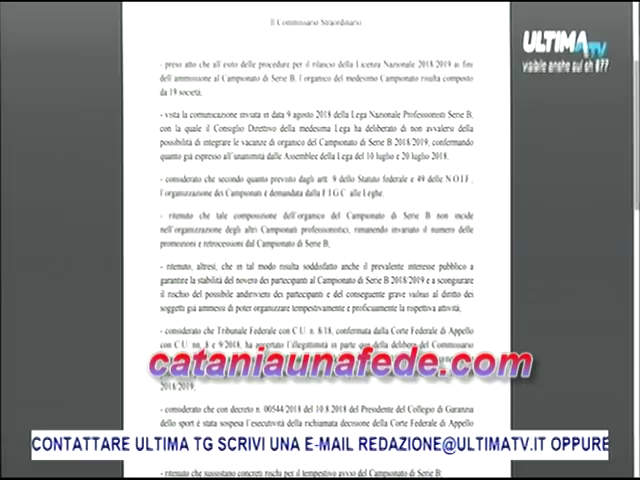 Il Commissario Straordinario
ULTIMA TV
visibile anche sul ch 877
- preso atto che all'esito delle procedure per il rilascio della Licenza Nazionale 2018/2019 ai fini
dell'ammissione al Campionato di Serie B, l'organico del medesimo Campionato risulta composto
da 19 società,
- vista la comunicazione inviata in data 9 agosto 2018 della Lega Nazionale Professionisti Serie B,
con la quale il Consiglio Direttivo della medesima Lega ha deliberato di non avvalersi della
possibilità di integrare le vacanze di organico del Campionato di Serie B 2018/2019, confermando
quanto già espresso all'unanimità dalle Assemblee della Lega del 10 luglio e 20 luglio 2018.
- considerato che secondo quanto previsto dagli artt. 9 dello Statuto federale e 49 delle N.O.I.F.
l'organizzazione dei Campionati è demandata dalla F.I.G.C. alle Leghe.
- ritenuto che tale composizione dell'organico del Campionato di Serie B non incide
nell'organizzazione degli altri Campionati professionistici, rimanendo invariato il numero delle
promozioni e retrocessioni dal Campionato di Serie B;
- ritenuto, altresì, che in tal modo risulta soddisfatto anche il prevalente interesse pubblico a
garantire la stabilità del novero dei partecipanti al Campionato di Serie B 2018/2019 e a scongiurare
il rischio del possibile andirivieni dei partecipanti e del conseguente grave vulnus al diritto dei
soggetti già ammessi di poter organizzare tempestivamente e proficuamente la rispettiva attività;
- considerato che Tribunale Federale con C.U. n. 8/18, confermata dalla Corte Federale di Appello
con C.U. nn. 8 e 9/2018, ha accertato l'illegittimità in parte qua della delibera del Commissario
cataniaunafede.com
2018/2019;
- considerato che con decreto n. 00544/2018 del 10.8.2018 del Presidente del Collegio di Garanzia
dello sport è stata sospesa l'esecutività della richiamata decisione della Corte Federale di Appello
CONTATTARE ULTIMA TG SCRIVI UNA E-MAIL REDAZIONE@ULTIMATV.IT OPPURE
- ritenuto che sussistano concreti rischi per il tempestivo avvio del Campionato di Serie B